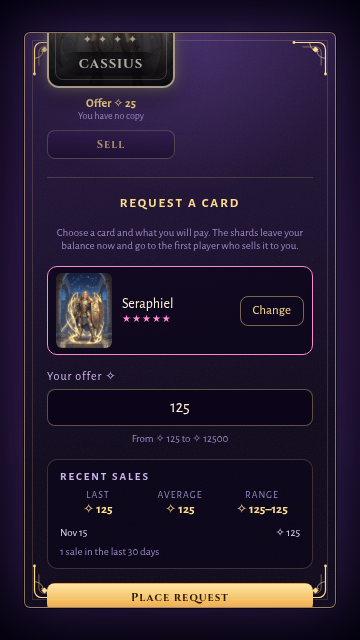 CASSIUS
Offer ✧ 25
You have no copy
SELL
REQUEST A CARD
Choose a card and what you will pay. The shards leave your
balance now and go to the first player who sells it to you.
Seraphiel
★★★★★
Change
Your offer ✧
125
From ✧ 125 to ✧ 12500
RECENT SALES
LAST AVERAGE RANGE
✧ 125 ✧ 125 ✧ 125–125
Nov 15 ✧ 125
1 sale in the last 30 days
PLACE REQUEST